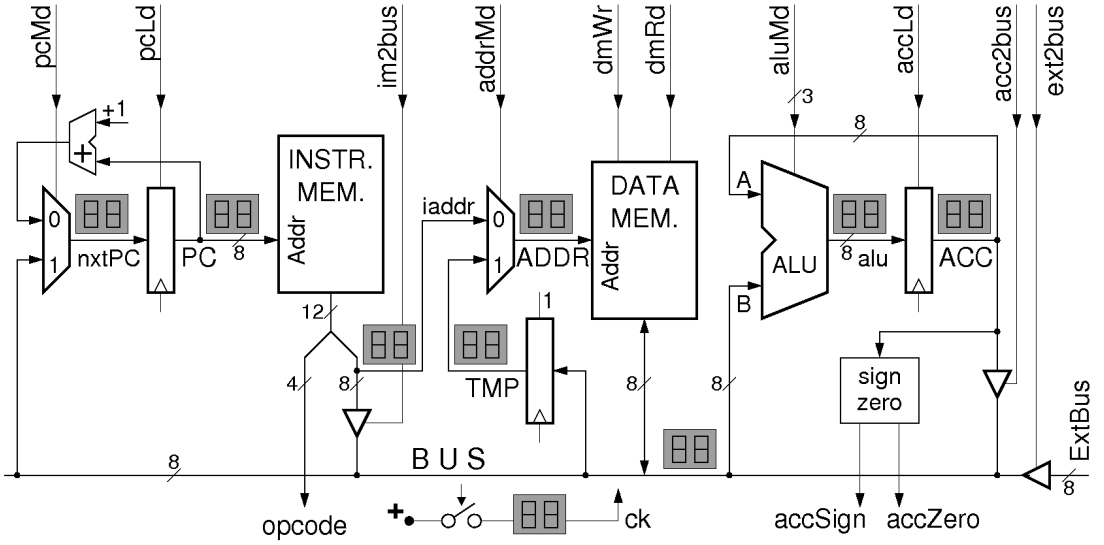 pcMd
pcLd
im2bus
addrMd
dmWr
dmRd
aluMd
accLd
acc2bus
ext2bus
+1
3
8
+
INSTR.
MEM.
Addr
DATA
MEM.
Addr
A
B
ALU
0
1
nxtPC
PC
8
iaddr
0
1
ADDR
8
alu
ACC
12
1
4
8
TMP
8
8
sign
zero
8
BUS
ExtBus
8
opcode
+
ck
accSign
accZero